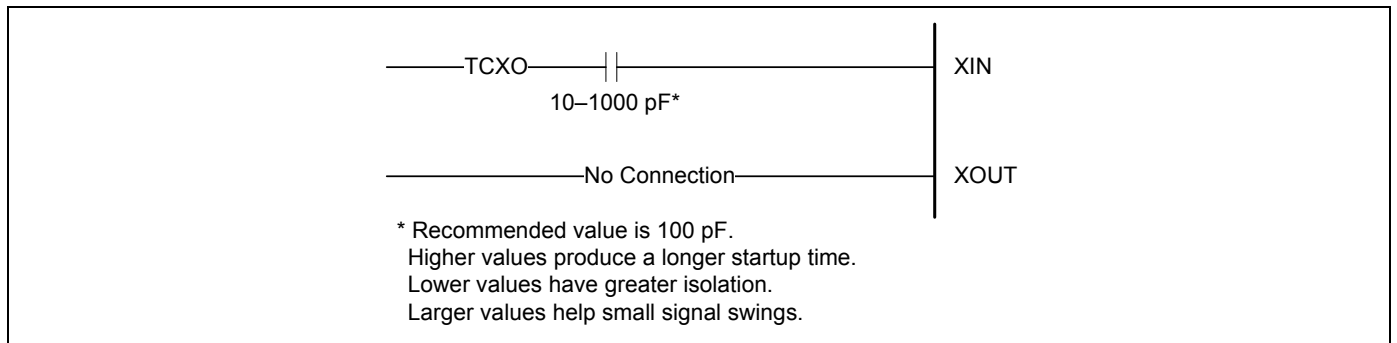 TCXO
XIN
10–1000 pF*
No Connection
XOUT
* Recommended value is 100 pF.
Higher values produce a longer startup time.
Lower values have greater isolation.
Larger values help small signal swings.